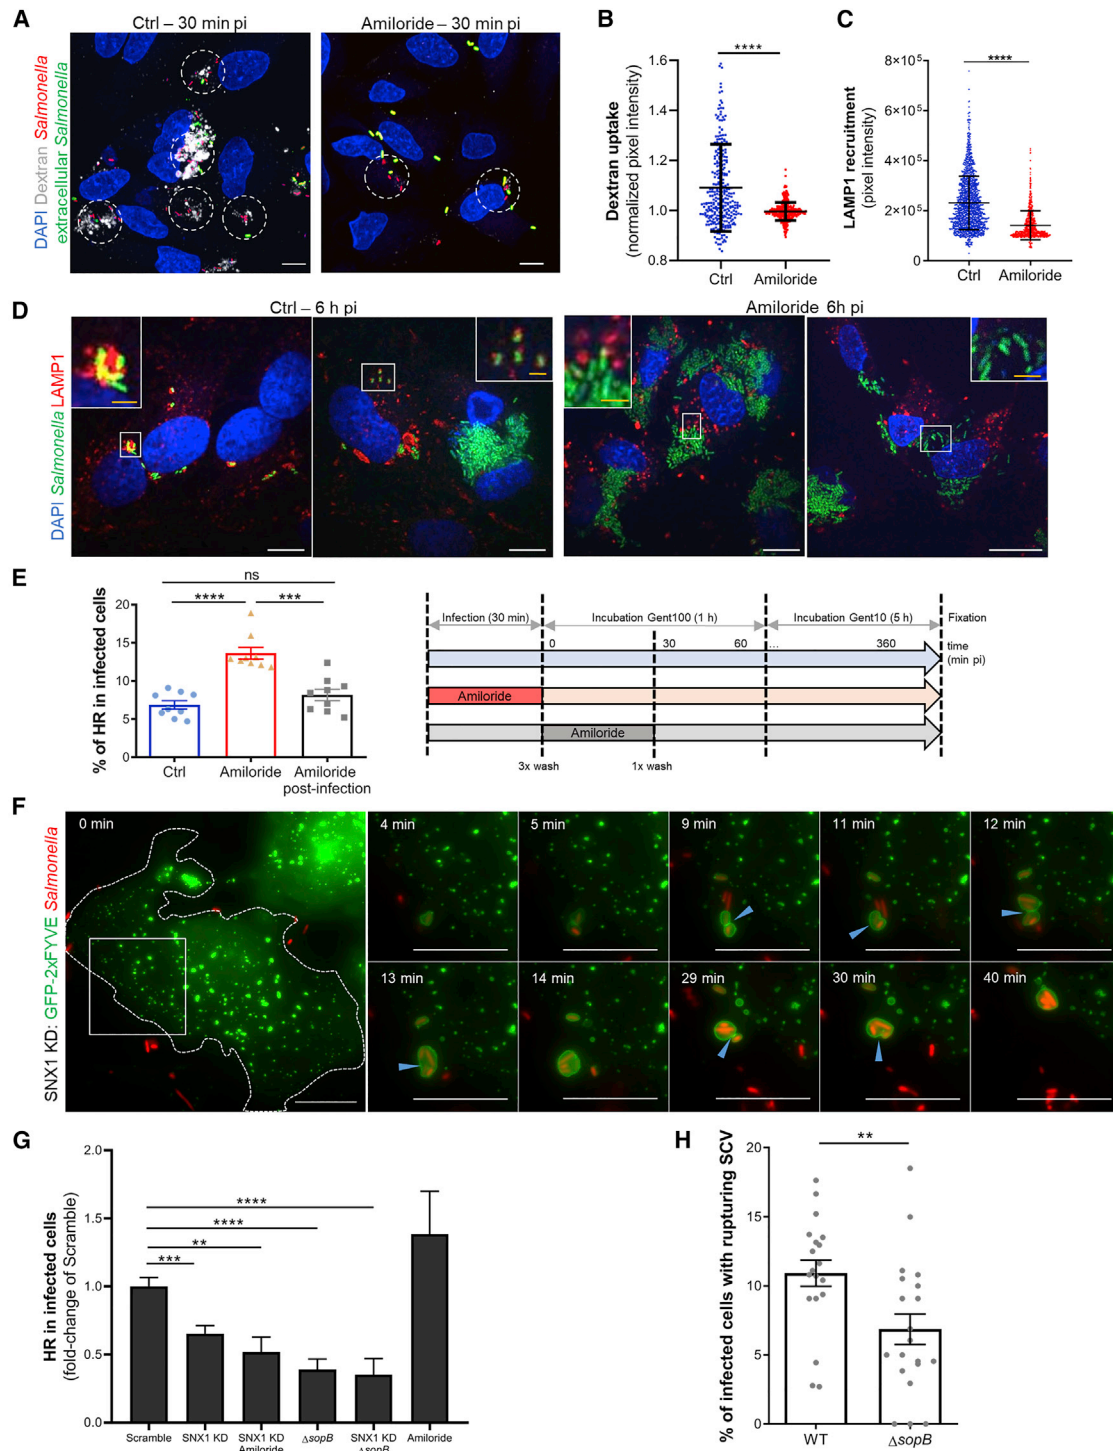 A
Ctrl – 30 min pi
Amiloride – 30 min pi
DAPI Dextran Salmonella
extracellular Salmonella
B
Dextran uptake
(normalized pixel intensity)
1.6
1.4
1.2
1.0
0.8
****
Ctrl
Amiloride
C
LAMP1 recruitment
(pixel intensity)
8×10⁵
6×10⁵
4×10⁵
2×10⁵
0
****
Ctrl
Amiloride
D
Ctrl – 6 h pi
Amiloride 6h pi
DAPI Salmonella LAMP1
E
% of HR in infected cells
20
15
10
5
0
ns
****
***
Ctrl
Amiloride
Amiloride
post-infection
Infection (30 min)
Incubation Gent100 (1 h)
Incubation Gent10 (5 h)
Fixation
0
30
60
...
360
time
(min pi)
Amiloride
Amiloride
3x wash
1x wash
F
SNX1 KD: GFP-2xFYVE Salmonella
0 min
4 min
5 min
9 min
11 min
12 min
13 min
14 min
29 min
30 min
40 min
G
HR in infected cells
(fold-change of Scramble)
2.0
1.5
1.0
0.5
0.0
****
****
**
***
Scramble
SNX1 KD
SNX1 KD
Amiloride
ΔsopB
SNX1 KD
ΔsopB
Amiloride
H
% of infected cells with rupturing SCV
20
15
10
5
0
**
WT
ΔsopB